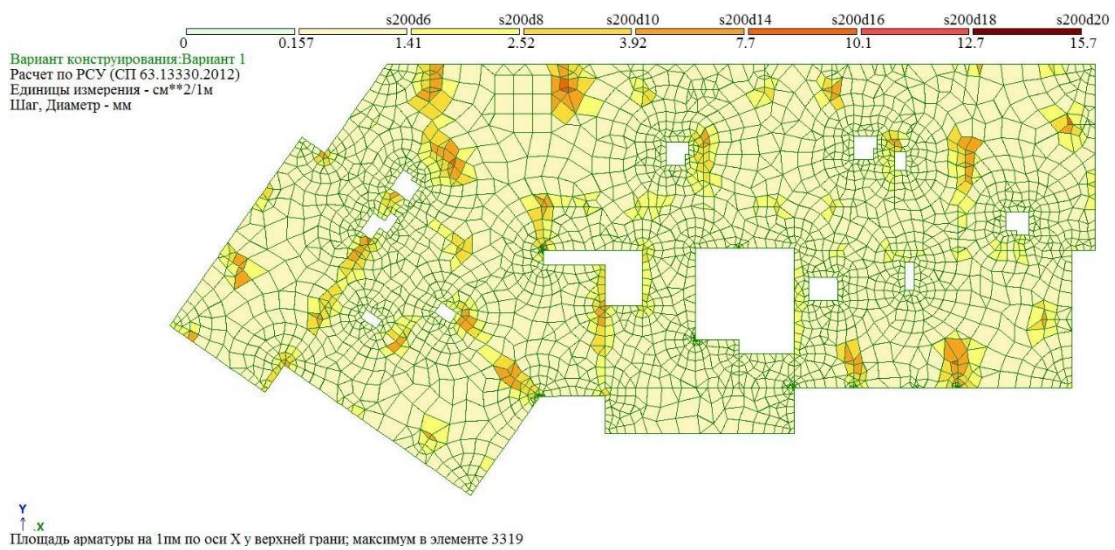 s200d6 s200d8 s200d10 s200d14 s200d16 s200d18 s200d20
0 0.157 1.41 2.52 3.92 7.7 10.1 12.7 15.7
Вариант конструирования:Вариант 1
Расчет по РСУ (СП 63.13330.2012)
Единицы измерения - см**2/1м
Шаг, Диаметр - мм
Y
X
Площадь арматуры на 1пм по оси X у верхней грани; максимум в элементе 3319